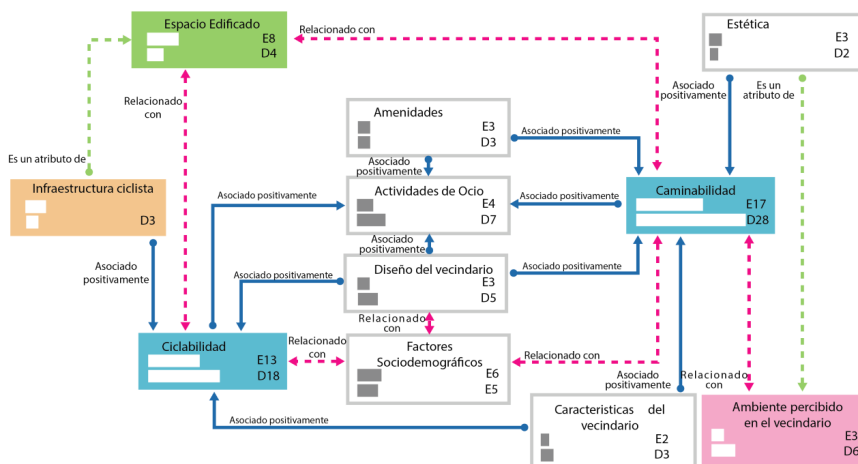 Espacio Edificado
E8
D4
Relacionado con
Estética
E3
D2
Relacionado
con
Asociado
positivamente
Es un
atributo de
Amenidades
E3
D3
Asociado positivamente
Es un atributo de
Asociado
positivamente
Infraestructura ciclista
D3
Asociado positivamente
Actividades de Ocio
E4
D7
Asociado positivamente
Caminabilidad
E17
D28
Asociado
positivamente
Asociado
positivamente
Asociado positivamente
Diseño del vecindario
E3
D5
Asociado positivamente
Relacionado
con
Ciclabilidad
E13
D18
Relacionado
con
Factores
Sociodemográficos
E6
E5
Relacionado con
Asociado
positivamente
Relacionado
con
Asociado positivamente
Caracteristicas del
vecindario
E2
D3
Ambiente percibido
en el vecindario
E3
D6